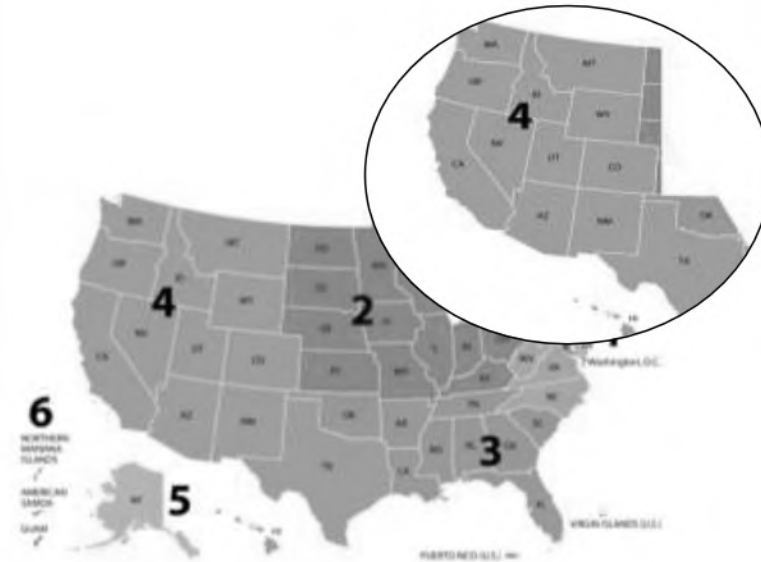 WA
MT
OR
ID
4
WY
NV
CA
UT
CO
AZ
NM
OK
TX
HI
WA
MT
ND
MN
OR
ID
SD
4
WY
2
IA
NV
NE
IL
IN
UT
CO
CA
KS
MO
KY
WV
VA
Washington, D.C.
AZ
NM
OK
AR
TN
NC
SC
TX
MS
AL
GA
3
LA
FL
6
NORTHERN
MARIANA
ISLANDS
AMERICAN
SAMOA
GUAM
AK
5
HI
VIRGIN ISLANDS (U.S.)
PUERTO RICO (U.S.)